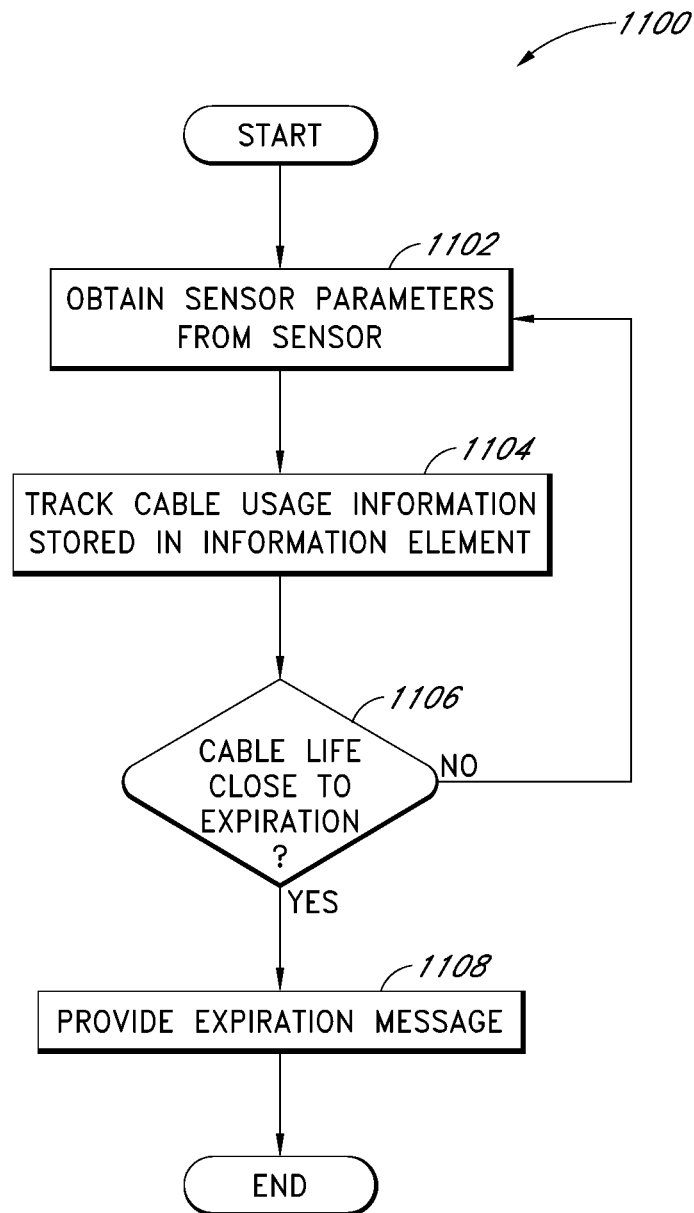 1100
START
1102
OBTAIN SENSOR PARAMETERS
FROM SENSOR
1104
TRACK CABLE USAGE INFORMATION
STORED IN INFORMATION ELEMENT
1106
CABLE LIFE
CLOSE TO
EXPIRATION
?
NO
YES
1108
PROVIDE EXPIRATION MESSAGE
END